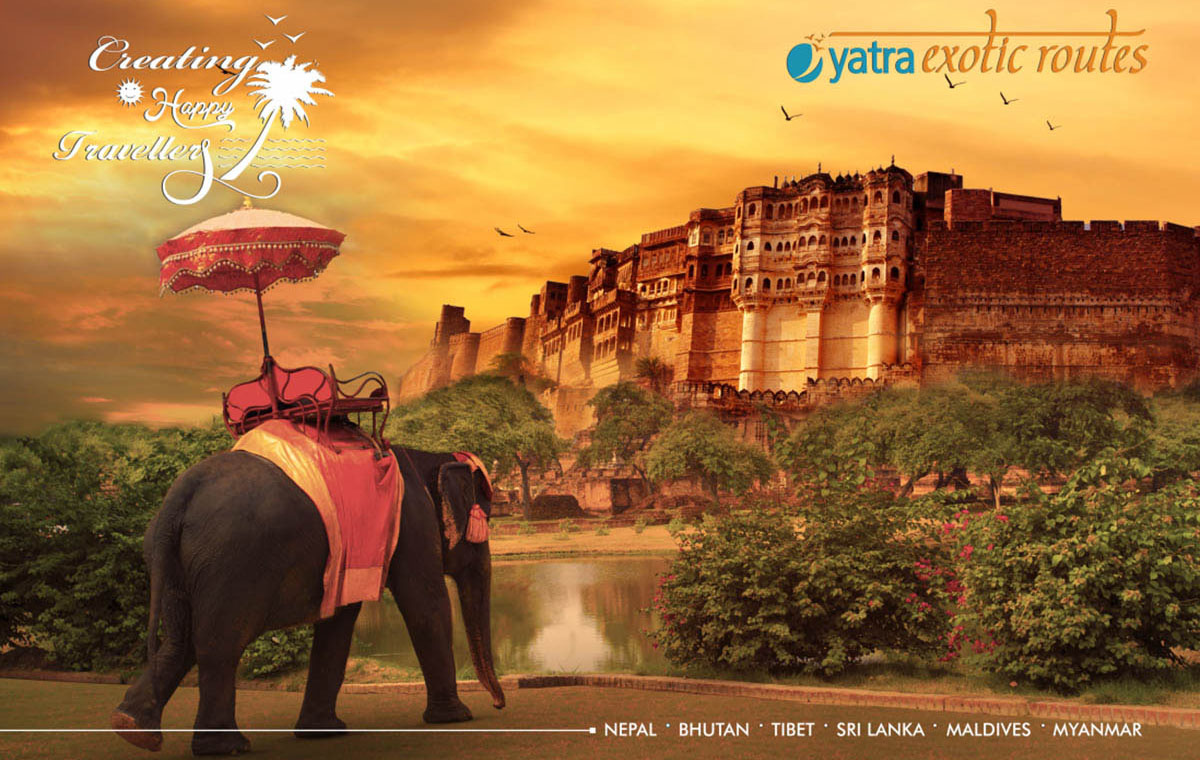 Creating
Happy
Travellers
yatra exotic routes
NEPAL · BHUTAN · TIBET · SRI LANKA · MALDIVES · MYANMAR